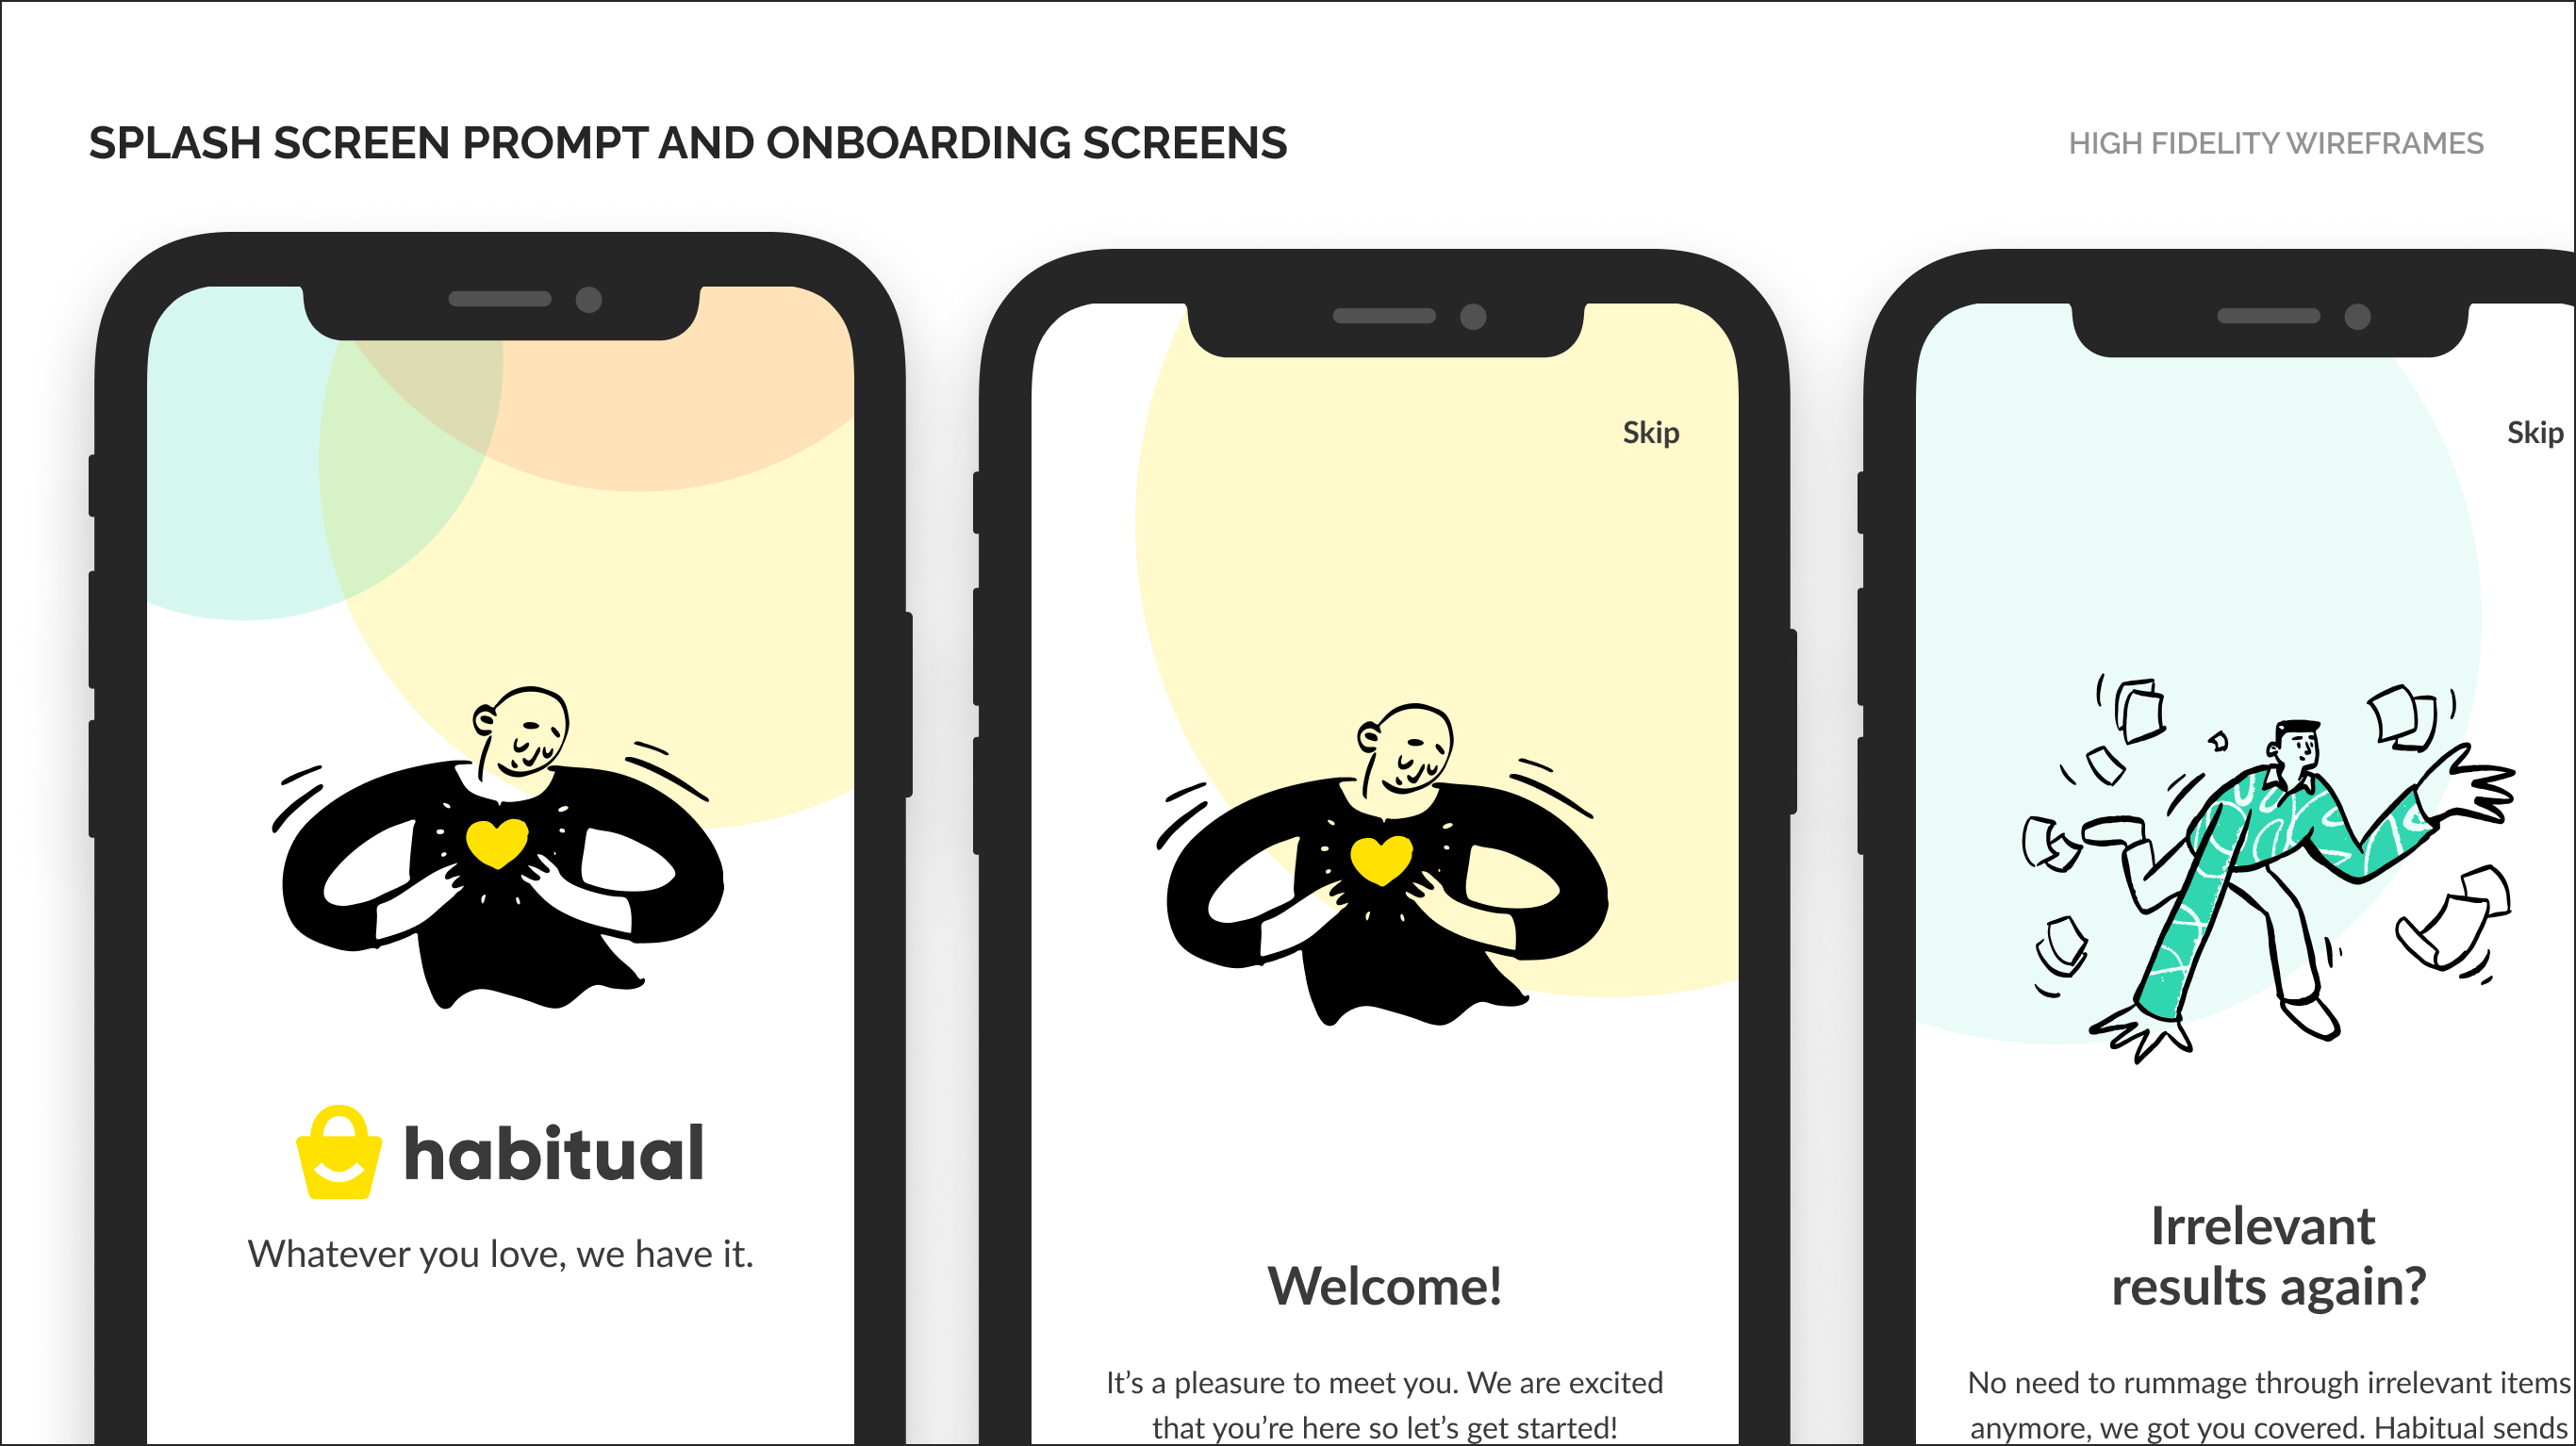 SPLASH SCREEN PROMPT AND ONBOARDING SCREENS
HIGH FIDELITY WIREFRAMES
habitual
Whatever you love, we have it.
Skip
Welcome!
It’s a pleasure to meet you. We are excited
that you’re here so let’s get started!
Skip
Irrelevant
results again?
No need to rummage through irrelevant items
anymore, we got you covered. Habitual sends